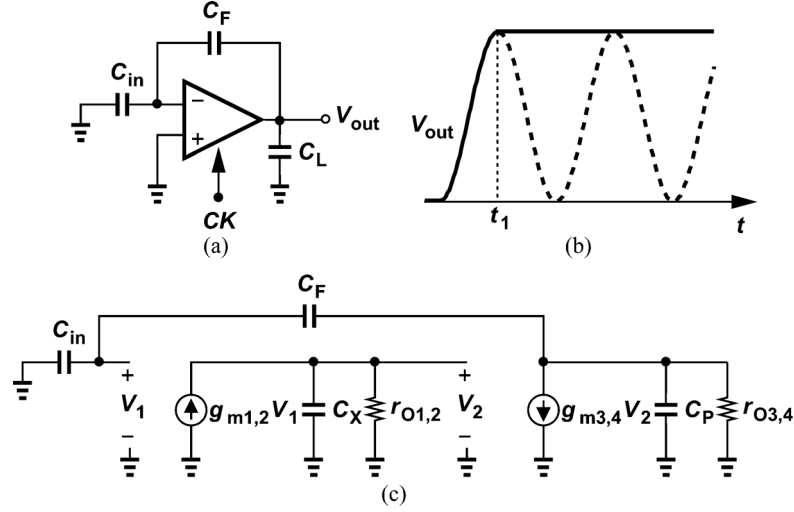 C_F
C_in
−
+
V_out
C_L
CK
(a)
V_out
t_1
t
(b)
C_F
C_in
+
V_1
−
g_m1,2 V_1
C_X
r_O1,2
+
V_2
−
g_m3,4 V_2
C_P
r_O3,4
(c)